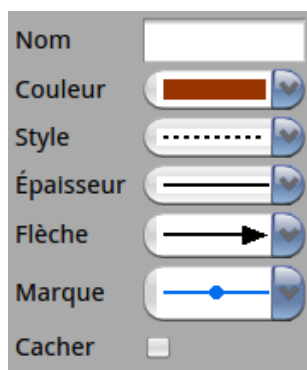 Nom
Couleur
Style
Épaisseur
Flèche
Marque
Cacher